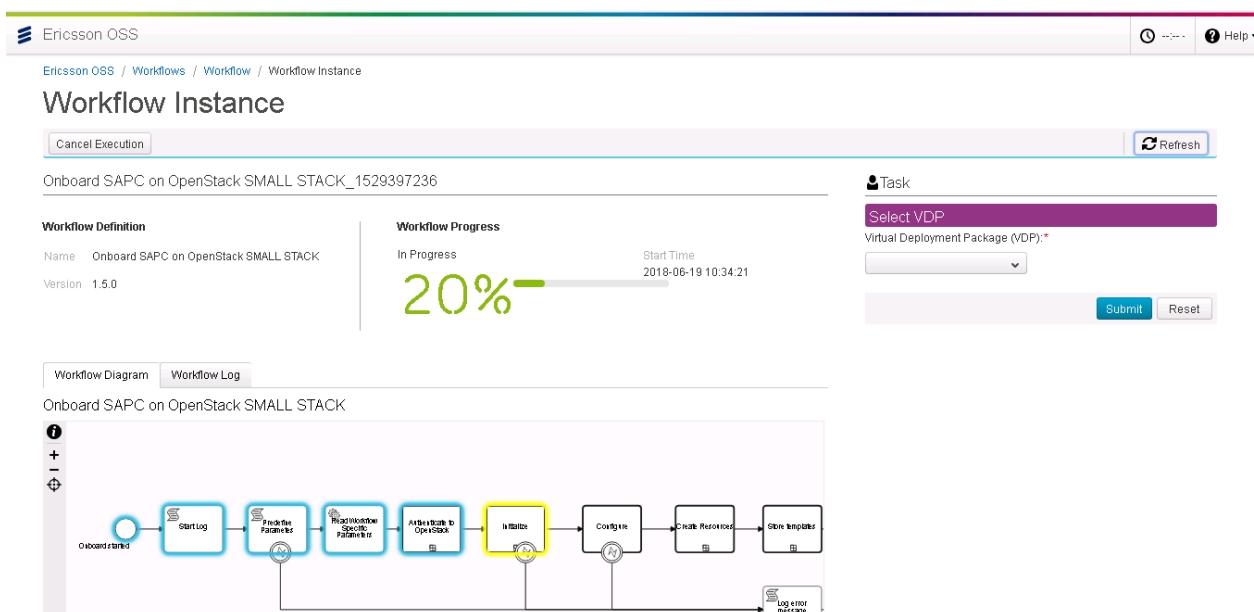 Ericsson OSS
--:-- - Help
Ericsson OSS / Workflows / Workflow / Workflow Instance
Workflow Instance
Cancel Execution
Refresh
Onboard SAPC on OpenStack SMALL STACK_1529397236
Task
Workflow Definition
Name Onboard SAPC on OpenStack SMALL STACK
Version 1.5.0
Workflow Progress
In Progress
20%
Start Time
2018-06-19 10:34:21
Select VDP
Virtual Deployment Package (VDP):*
Submit Reset
Workflow Diagram Workflow Log
Onboard SAPC on OpenStack SMALL STACK
Onboard started
Start Log
Predefine
Parameters
Read Workflow
Specific
Parameters
Authenticate to
OpenStack
Initialize
Configure
Create Resources
Store templates
Log error
message